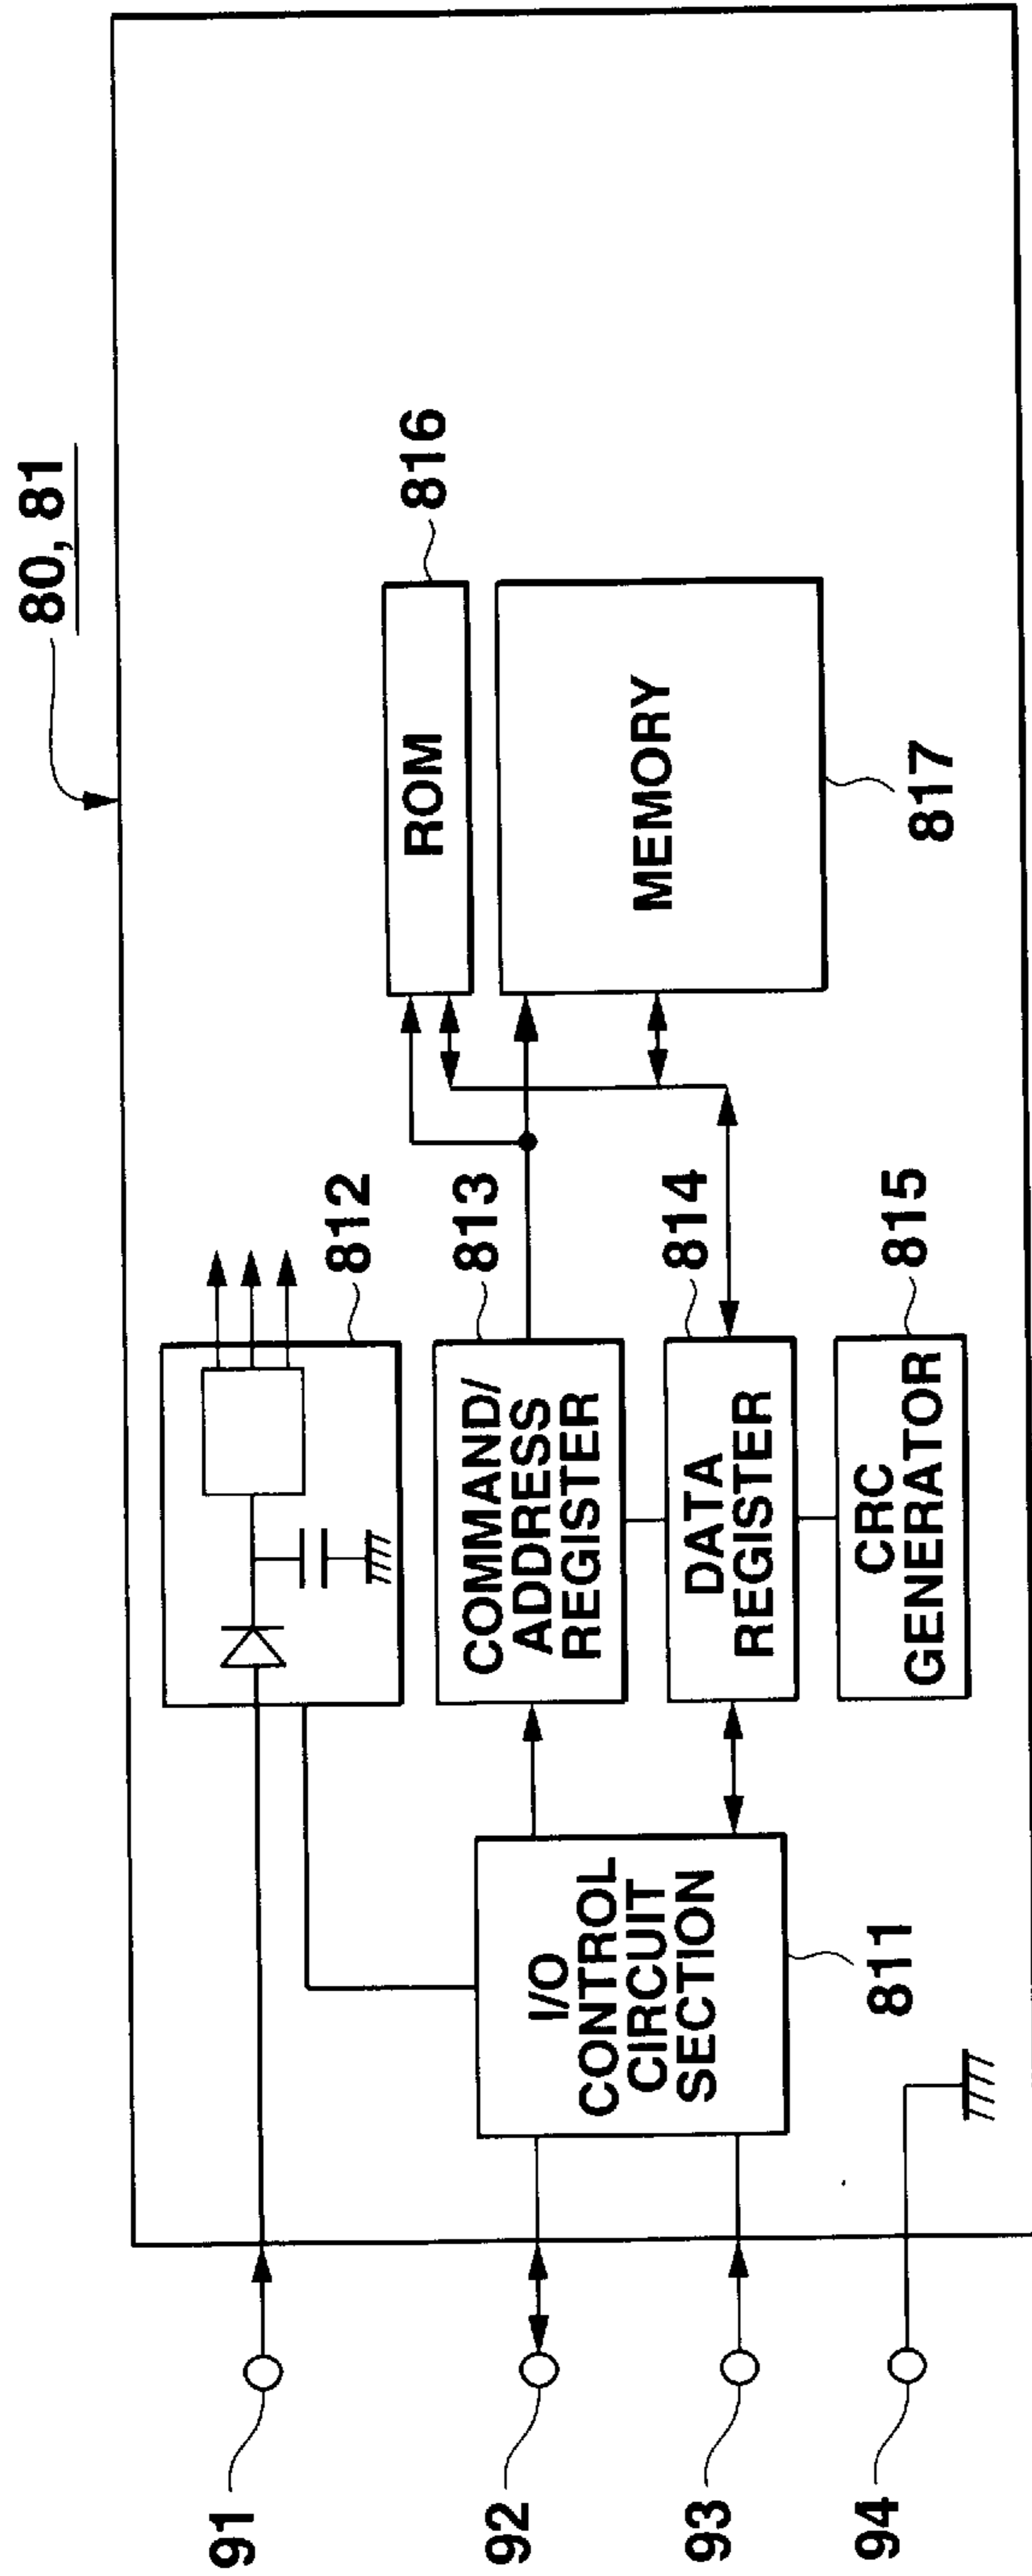 80, 81
91
92
93
94
812
I/O
CONTROL
CIRCUIT
SECTION
811
COMMAND/
ADDRESS
REGISTER
813
DATA
REGISTER
814
CRC
GENERATOR
815
ROM
816
MEMORY
817